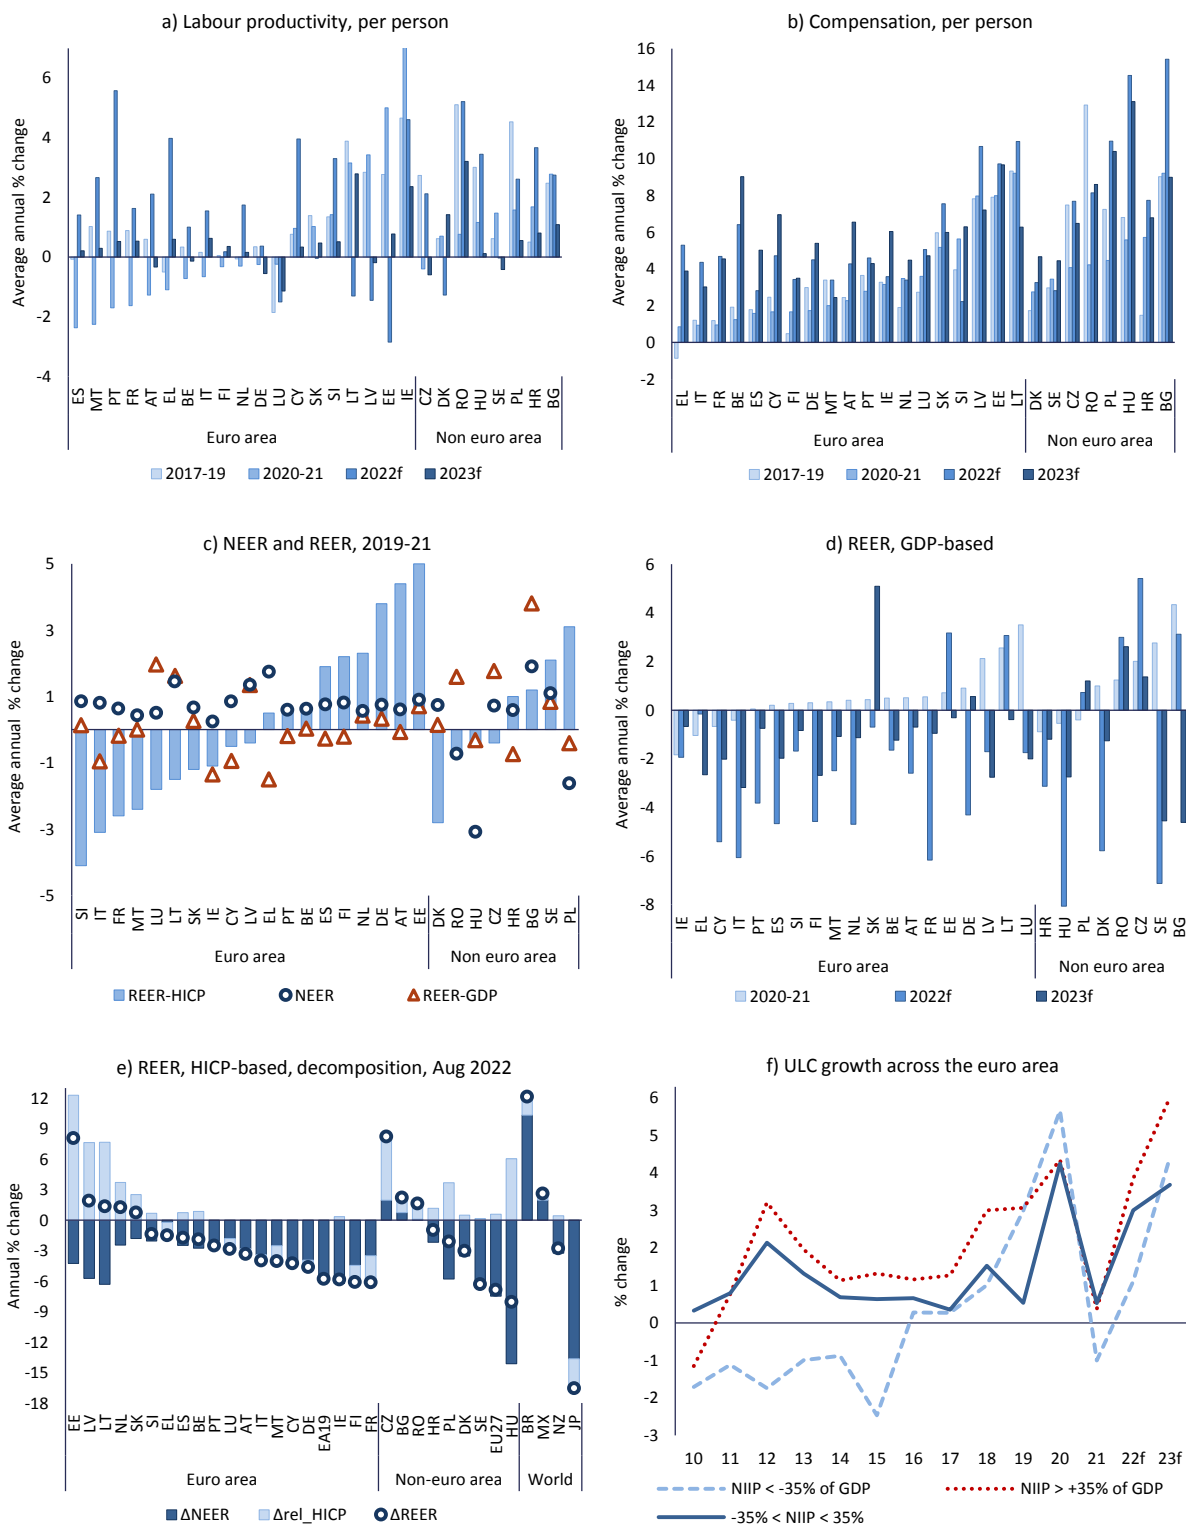 a) Labour productivity, per person
Average annual % change
6
4
2
0
-2
-4
ES MT PT FR AT EL BE IT FI NL DE LU CY SK SI LT LV EE IE CZ DK RO HU SE PL HR BG
Euro area Non euro area
2017-19 2020-21 2022f 2023f
b) Compensation, per person
Average annual % change
16
14
12
10
8
6
4
2
0
-2
EL IT FR BE ES CY FI DE MT AT PT IE NL LU SK SI LV EE LT DK SE CZ RO PL HU HR BG
Euro area Non euro area
2017-19 2020-21 2022f 2023f
c) NEER and REER, 2019-21
Average annual % change
5
3
1
-1
-3
-5
SI IT FR MT LU LT SK IE CY LV EL PT BE ES FI NL DE AT EE DK RO HU CZ HR BG SE PL
Euro area Non euro area
REER-HICP NEER REER-GDP
d) REER, GDP-based
Average annual % change
6
4
2
0
-2
-4
-6
-8
IE EL CY IT PT ES SI FI MT NL SK BE AT FR EE DE LV LT LU HR HU PL DK RO CZ SE BG
Euro area Non euro area
2020-21 2022f 2023f
e) REER, HICP-based, decomposition, Aug 2022
Annual % change
12
9
6
3
0
-3
-6
-9
-12
-15
-18
EE LV LT NL SK SI EL ES BE PT LU AT IT MT CY DE EA19 IE FI FR CZ BG RO HR PL DK SE EU27 HU BR MX NZ JP
Euro area Non-euro area World
ΔNEER Δrel_HICP ΔREER
f) ULC growth across the euro area
% change
6
5
4
3
2
1
0
-1
-2
-3
10 11 12 13 14 15 16 17 18 19 20 21 22f 23f
NIIP < -35% of GDP NIIP > +35% of GDP
-35% < NIIP < 35%